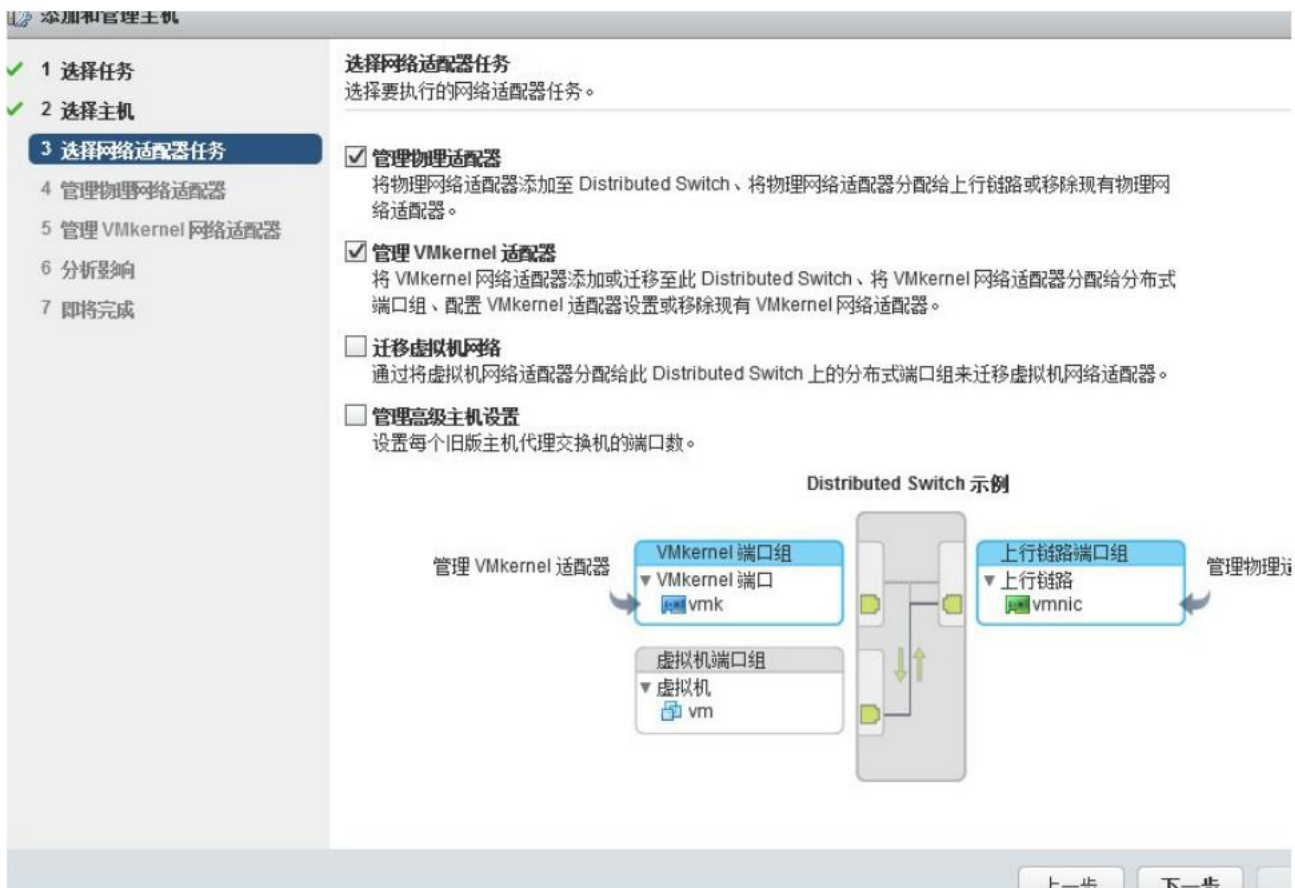 添加和管理主机
1 选择任务
2 选择主机
3 选择网络适配器任务
4 管理物理网络适配器
5 管理 VMkernel 网络适配器
6 分析影响
7 即将完成
选择网络适配器任务
选择要执行的网络适配器任务。
管理物理适配器
将物理网络适配器添加至 Distributed Switch、将物理网络适配器分配给上行链路或移除现有物理网
络适配器。
管理 VMkernel 适配器
将 VMkernel 网络适配器添加或迁移至此 Distributed Switch、将 VMkernel 网络适配器分配给分布式
端口组、配置 VMkernel 适配器设置或移除现有 VMkernel 网络适配器。
迁移虚拟机网络
通过将虚拟机网络适配器分配给此 Distributed Switch 上的分布式端口组来迁移虚拟机网络适配器。
管理高级主机设置
设置每个旧版主机代理交换机的端口数。
Distributed Switch 示例
管理 VMkernel 适配器
VMkernel 端口组
VMkernel 端口
vmk
虚拟机端口组
虚拟机
vm
上行链路端口组
上行链路
vmnic
管理物理
上一步
下一步